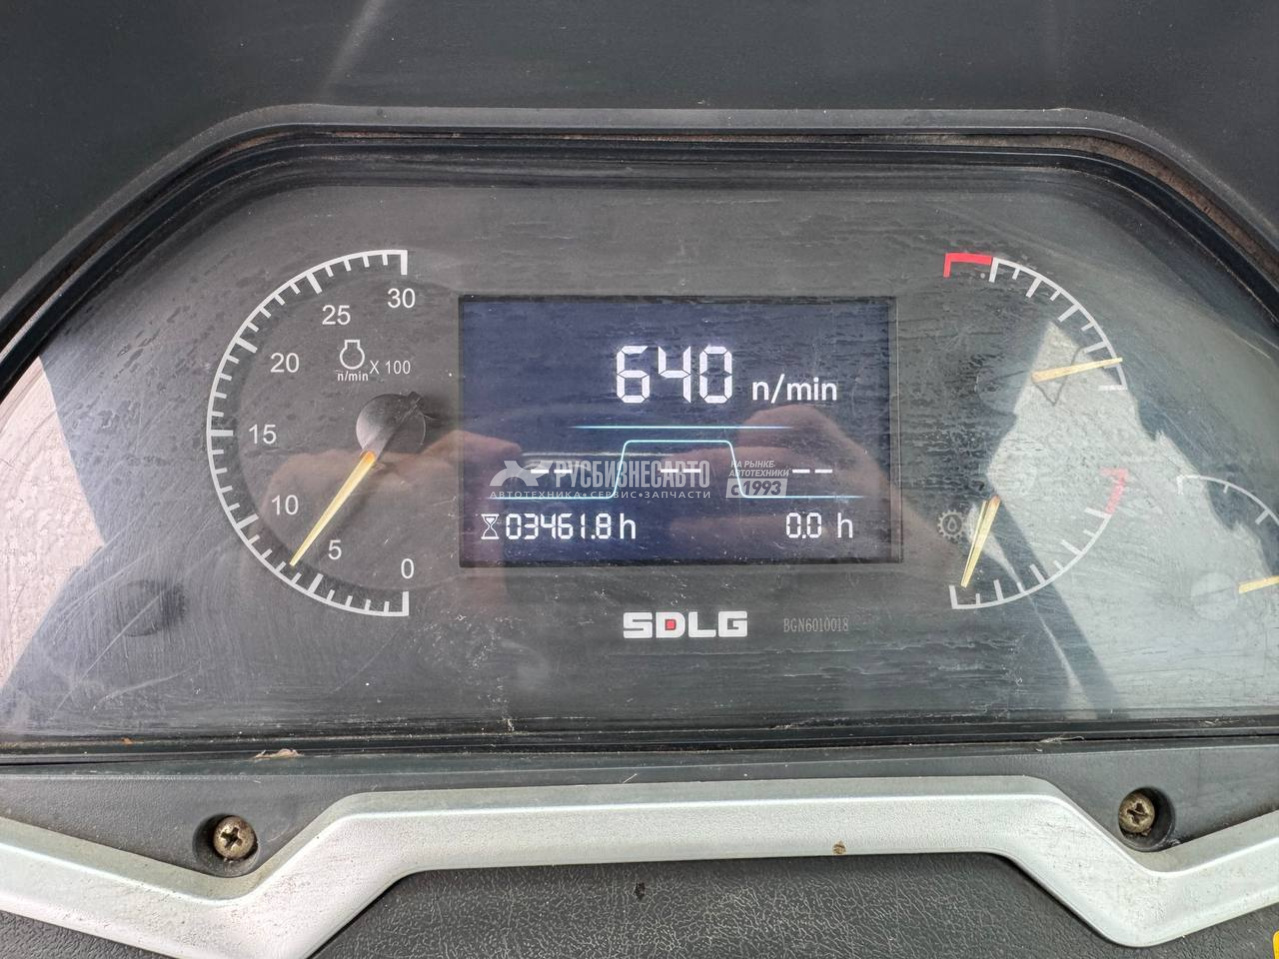 30
25
20
n/min X 100
15
10
5
0
640 n/min
-- -- --
РУСБИЗНЕСАВТО
АВТОТЕХНИКА•СЕРВИС•ЗАПЧАСТИ
НА РЫНКЕ
АВТОТЕХНИКИ
с 1993
03461.8 h
0.0 h
SDLG
BGN6010018